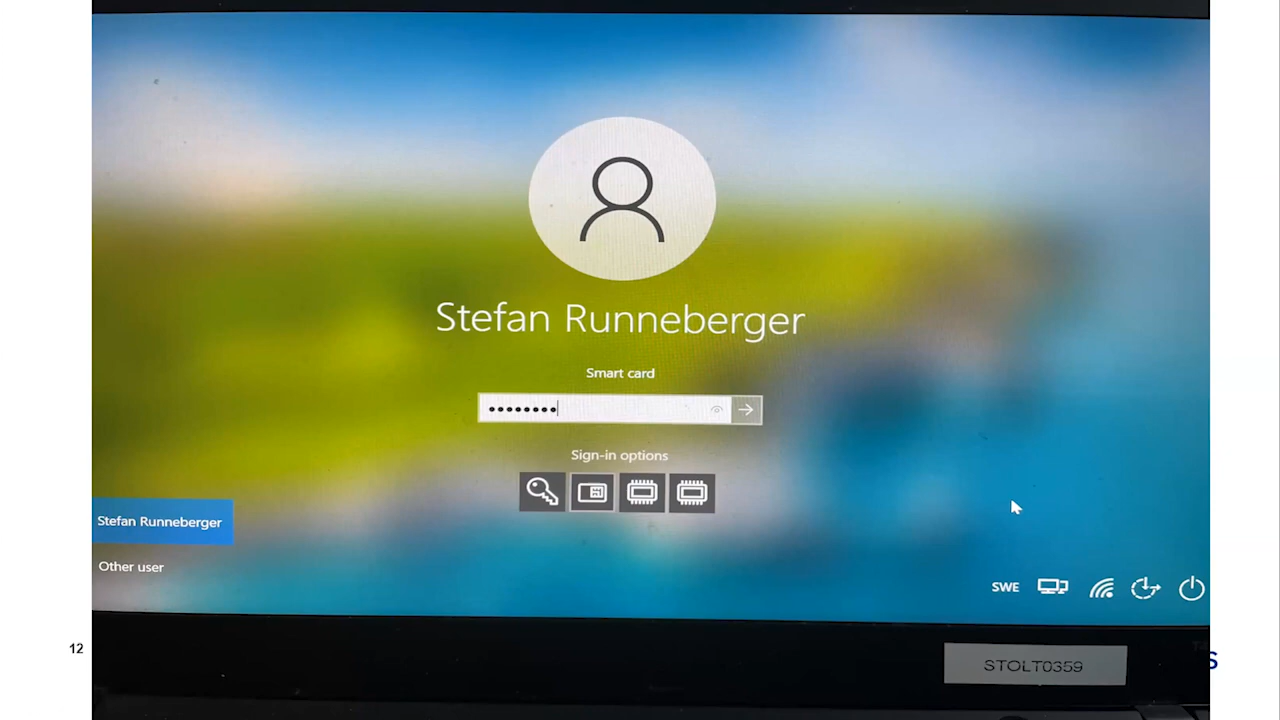 Stefan Runneberger
Smart card
••••••••
Sign-in options
Stefan Runneberger
Other user
SWE
12
STOLT0359
s